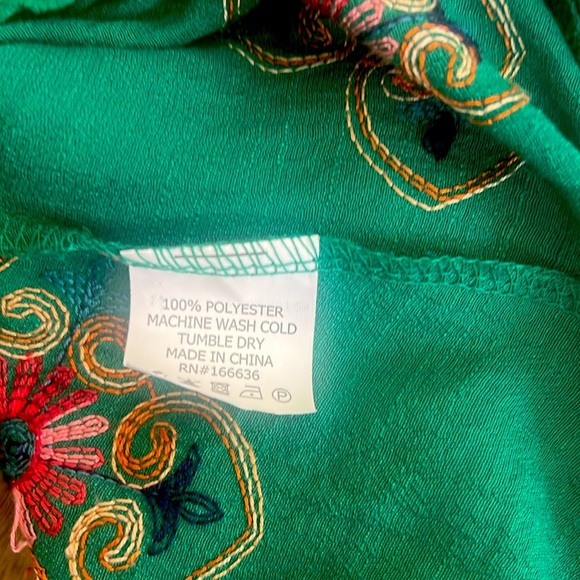 100% POLYESTER
MACHINE WASH COLD
TUMBLE DRY
MADE IN CHINA
RN#166636
P